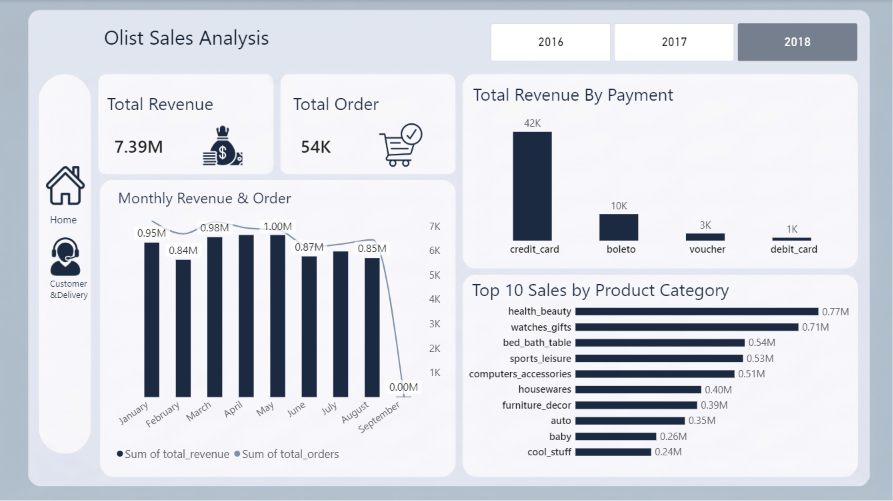 Olist Sales Analysis
2016
2017
2018
Home
Customer
&Delivery
Total Revenue
7.39M
$
Total Order
54K
Monthly Revenue & Order
0.95M
0.84M
0.98M
1.00M
0.87M
0.85M
0.00M
7K
6K
5K
4K
3K
2K
1K
January
February
March
April
May
June
July
August
September
Sum of total_revenue
Sum of total_orders
Total Revenue By Payment
42K
10K
3K
1K
credit_card
boleto
voucher
debit_card
Top 10 Sales by Product Category
health_beauty 0.77M
watches_gifts 0.71M
bed_bath_table 0.54M
sports_leisure 0.53M
computers_accessories 0.51M
housewares 0.40M
furniture_decor 0.39M
auto 0.35M
baby 0.26M
cool_stuff 0.24M